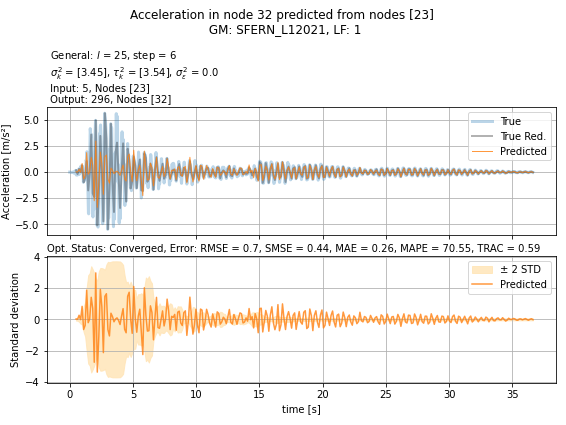 Acceleration in node 32 predicted from nodes [23]
GM: SFERN_L12021, LF: 1
General: l = 25, step = 6
σ²ₖ = [3.45], τ²ₖ = [3.54], σ²ε = 0.0
Input: 5, Nodes [23]
Output: 296, Nodes [32]
Acceleration [m/s²]
5.0
2.5
0.0
−2.5
−5.0
True
True Red.
Predicted
Opt. Status: Converged, Error: RMSE = 0.7, SMSE = 0.44, MAE = 0.26, MAPE = 70.55, TRAC = 0.59
Standard deviation
4
2
0
−2
−4
± 2 STD
Predicted
0 5 10 15 20 25 30 35
time [s]